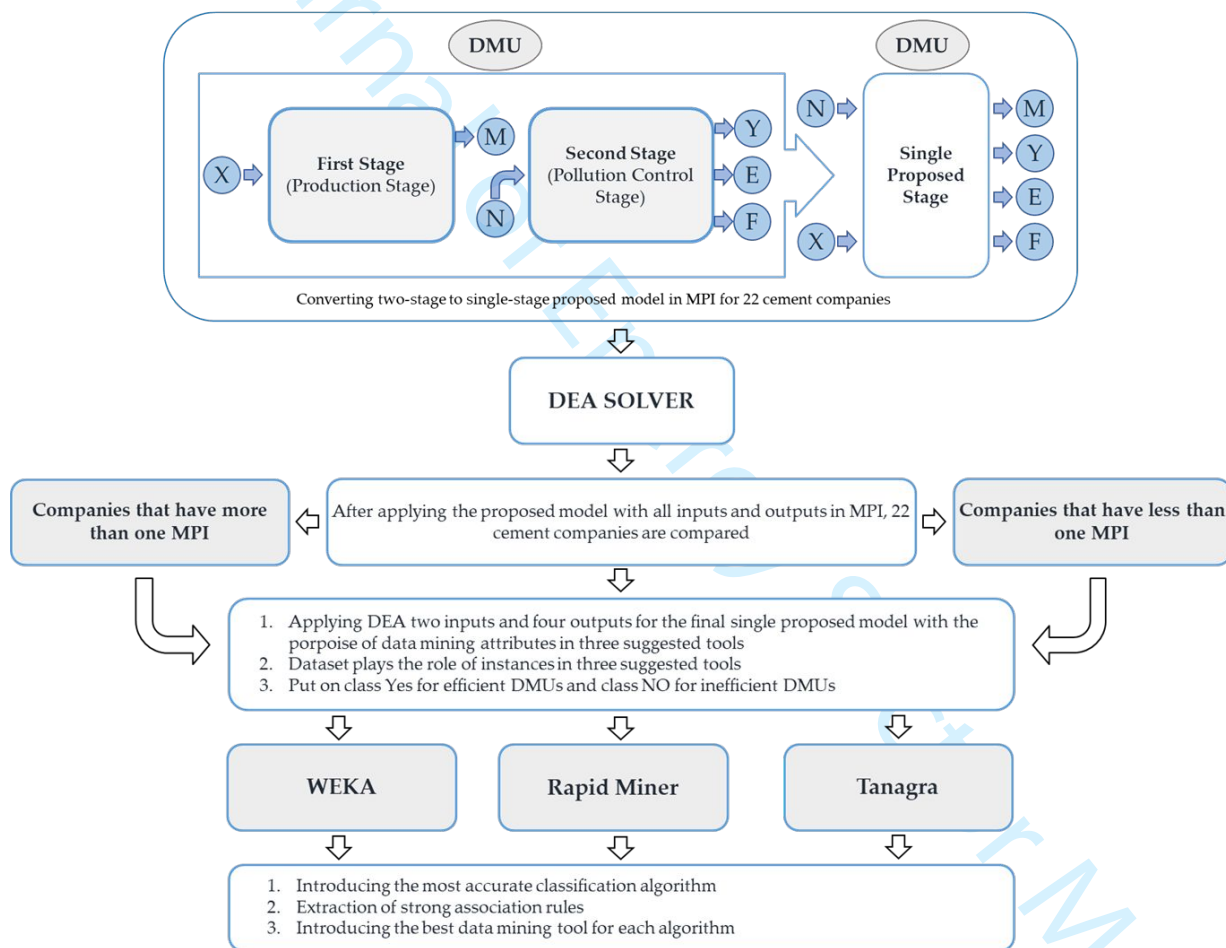 DMU
DMU
X
First Stage
(Production Stage)
M
N
Second Stage
(Pollution Control
Stage)
Y
E
F
N
X
Single
Proposed
Stage
M
Y
E
F
Converting two-stage to single-stage proposed model in MPI for 22 cement companies
DEA SOLVER
Companies that have more
than one MPI
After applying the proposed model with all inputs and outputs in MPI, 22
cement companies are compared
Companies that have less than
one MPI
1. Applying DEA two inputs and four outputs for the final single proposed model with the
porpoise of data mining attributes in three suggested tools
2. Dataset plays the role of instances in three suggested tools
3. Put on class Yes for efficient DMUs and class NO for inefficient DMUs
WEKA
Rapid Miner
Tanagra
1. Introducing the most accurate classification algorithm
2. Extraction of strong association rules
3. Introducing the best data mining tool for each algorithm